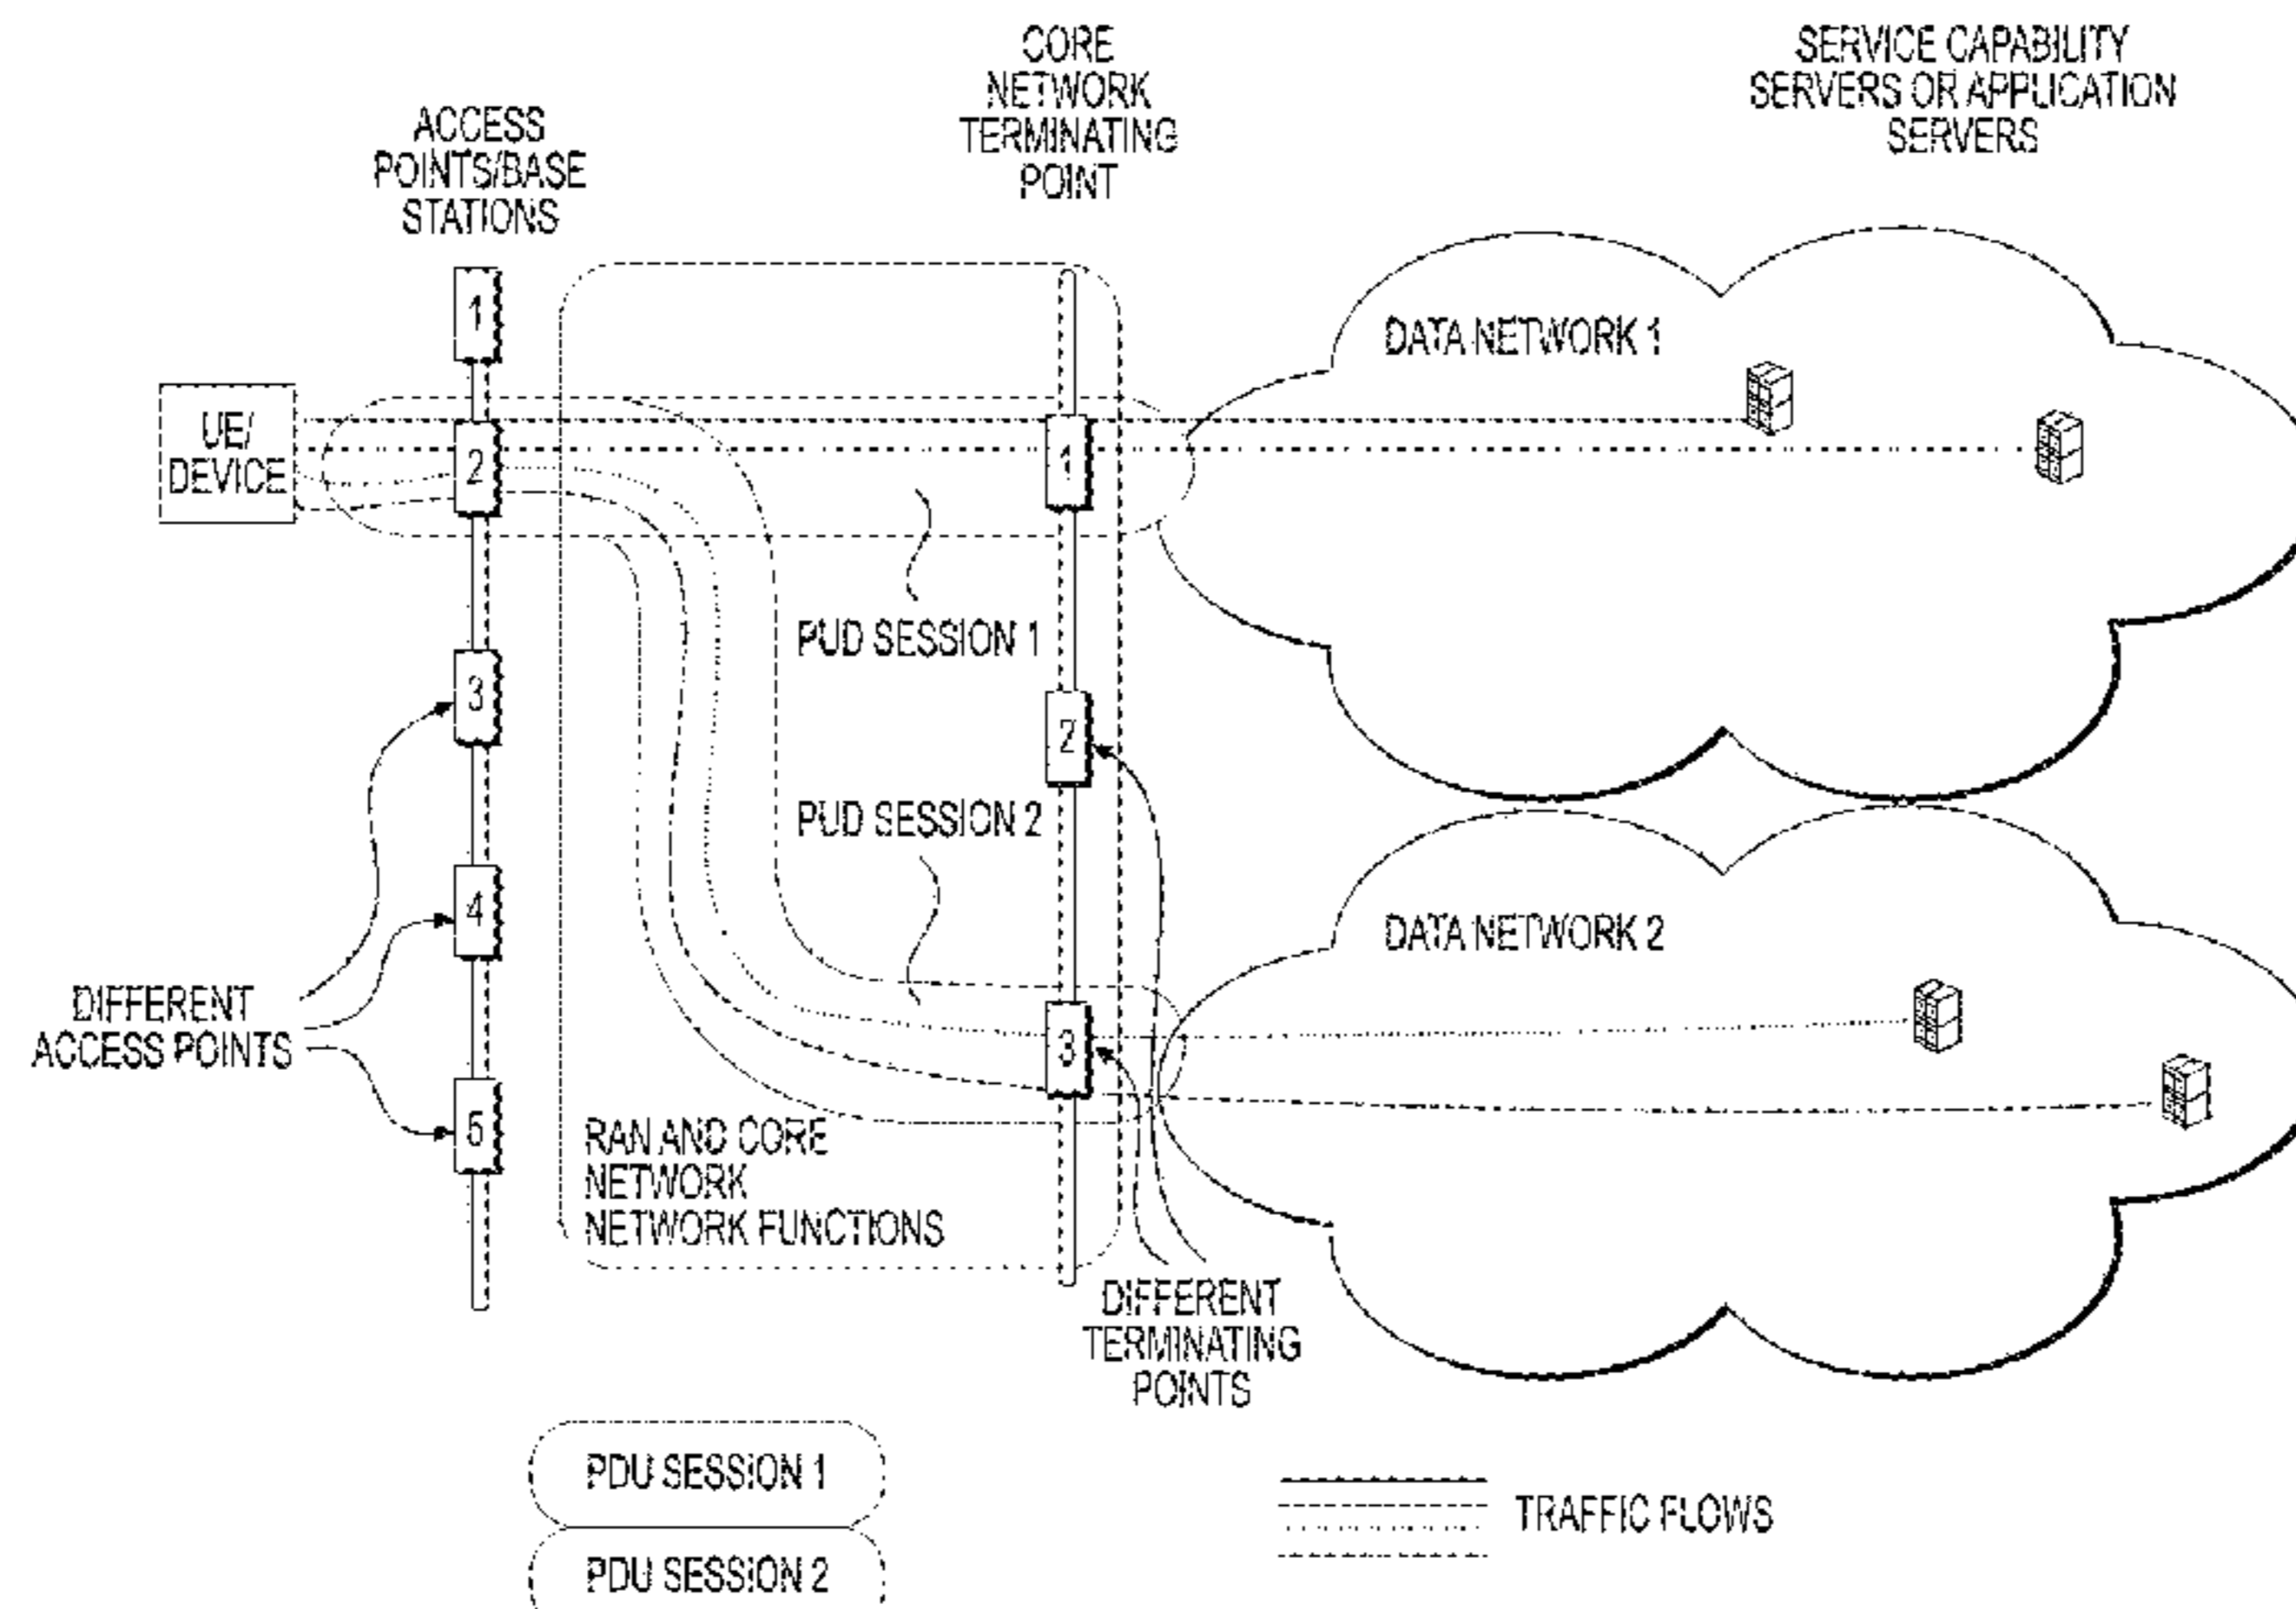 CORE
NETWORK
TERMINATING
POINT
SERVICE CAPABILITY
SERVERS OR APPLICATION
SERVERS
ACCESS
POINTS/BASE
STATIONS
1
DATA NETWORK 1
UE/
DEVICE
2
1
PUD SESSION 1
3
2
PUD SESSION 2
4
DATA NETWORK 2
DIFFERENT
ACCESS POINTS
3
5
RAN AND CORE
NETWORK
NETWORK FUNCTIONS
DIFFERENT
TERMINATING
POINTS
PDU SESSION 1
PDU SESSION 2
TRAFFIC FLOWS